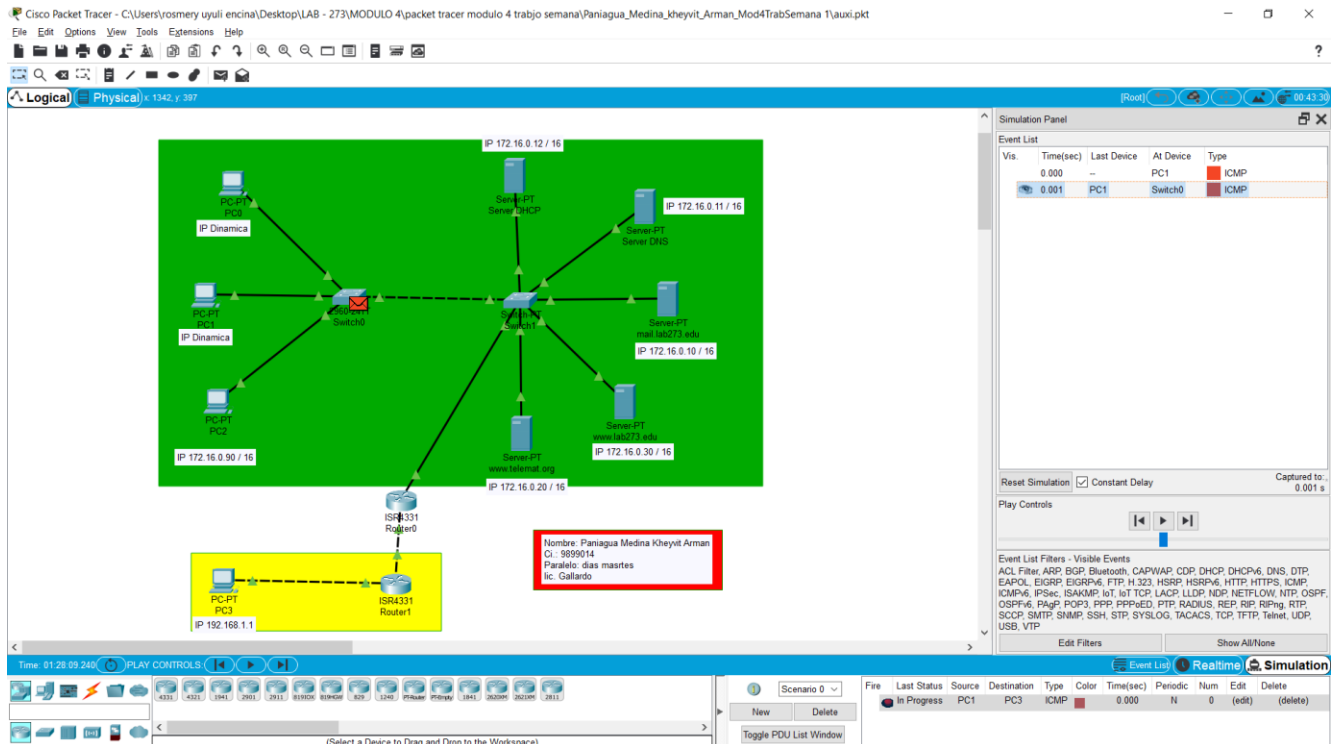 Cisco Packet Tracer - C:\Users\rosmery uyuli encina\Desktop\LAB - 273\MODULO 4\packet tracer modulo 4 trabjo semana\Paniagua_Medina_kheyvit_Arman_Mod4TrabSemana 1\auxi.pkt
File Edit Options View Tools Extensions Help
?
Logical Physical x: 1342, y: 397 [Root] 00:43:30
IP 172.16.0.12 / 16
PC-PT
PC0
IP Dinamica
Server-PT
Server DHCP
IP 172.16.0.11 / 16
Server-PT
Server DNS
PC-PT
PC1
IP Dinamica
2960-24TT
Switch0
Switch-PT
Switch1
Server-PT
mail.lab273.edu
IP 172.16.0.10 / 16
PC-PT
PC2
IP 172.16.0.90 / 16
Server-PT
www.lab273.edu
IP 172.16.0.30 / 16
Server-PT
www.telemat.org
IP 172.16.0.20 / 16
ISR4331
Router0
Nombre: Paniagua Medina Kheyvit Arman
Ci.: 9899014
Paralelo: dias masrtes
lic. Gallardo
PC-PT
PC3
IP 192.168.1.1
ISR4331
Router1
Simulation Panel
Event List
Vis. Time(sec) Last Device At Device Type
0.000 -- PC1 ICMP
0.001 PC1 Switch0 ICMP
Reset Simulation Constant Delay Captured to:.
0.001 s
Play Controls
Event List Filters - Visible Events
ACL Filter, ARP, BGP, Bluetooth, CAPWAP, CDP, DHCP, DHCPv6, DNS, DTP,
EAPOL, EIGRP, EIGRPv6, FTP, H.323, HSRP, HSRPv6, HTTP, HTTPS, ICMP,
ICMPv6, IPSec, ISAKMP, IoT, IoT TCP, LACP, LLDP, NDP, NETFLOW, NTP, OSPF,
OSPFv6, PAgP, POP3, PPP, PPPoED, PTP, RADIUS, REP, RIP, RIPng, RTP,
SCCP, SMTP, SNMP, SSH, STP, SYSLOG, TACACS, TCP, TFTP, Telnet, UDP,
USB, VTP
Edit Filters Show All/None
Time: 01:28:09.240 PLAY CONTROLS: Event List Realtime Simulation
4331 4321 1941 2901 2911 819IOX 819HGW 829 1240 PT-Router PT-Empty 1841 2620XM 2621XM 2811
(Select a Device to Drag and Drop to the Workspace)
Scenario 0
New Delete
Toggle PDU List Window
Fire Last Status Source Destination Type Color Time(sec) Periodic Num Edit Delete
In Progress PC1 PC3 ICMP 0.000 N 0 (edit) (delete)